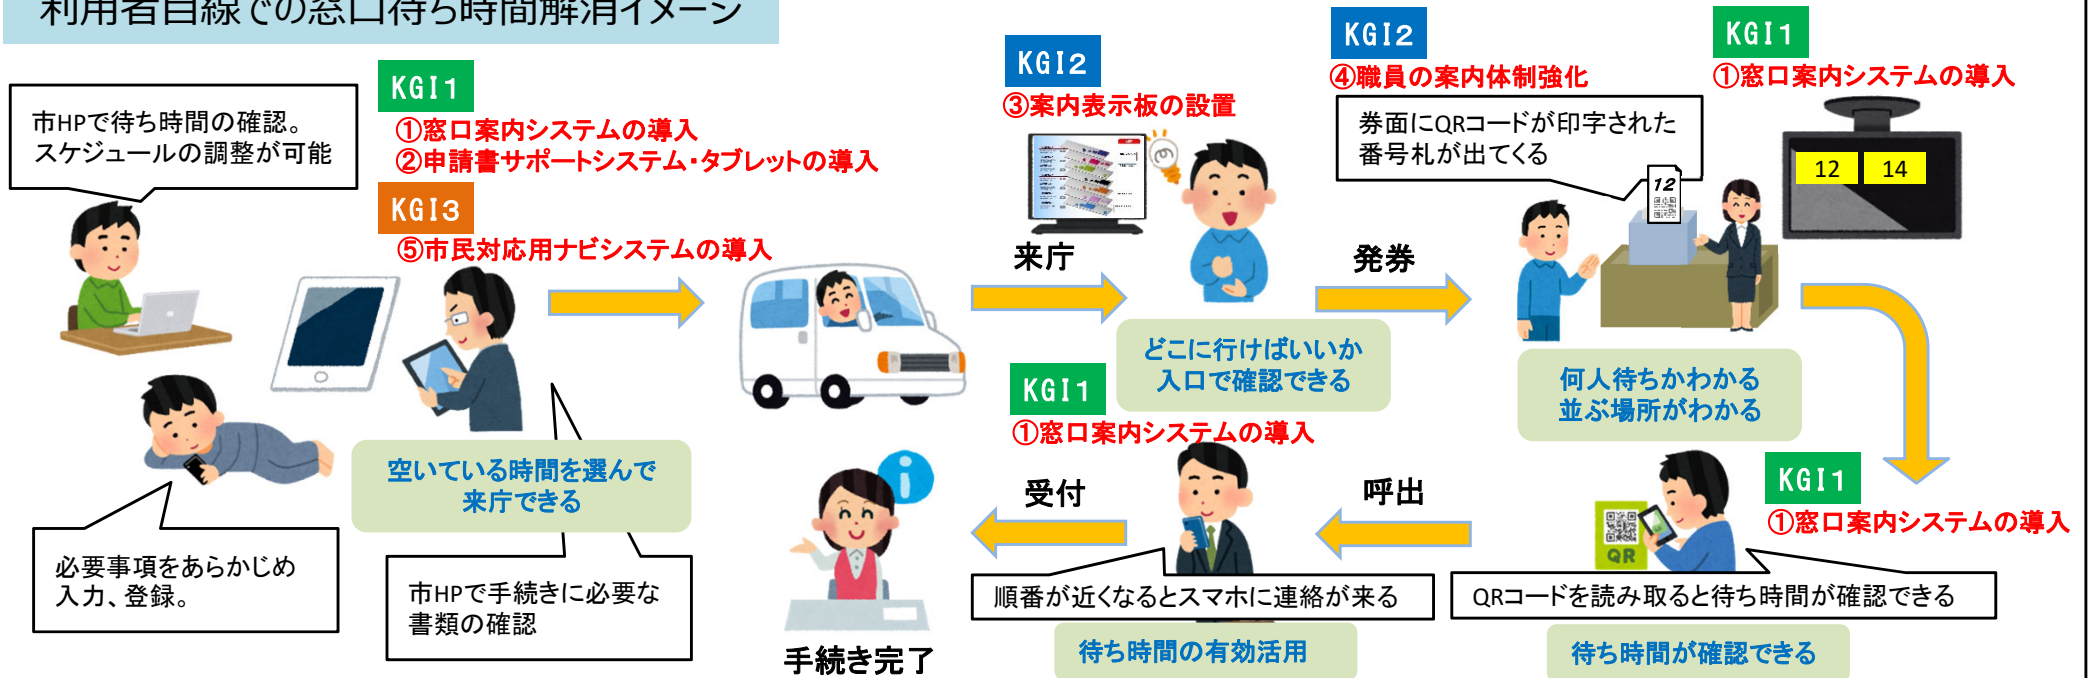 利用者目線での窓口待ち時間解消イメージ
市HPで待ち時間の確認。
スケジュールの調整が可能
KGI1
①窓口案内システムの導入
②申請書サポートシステム・タブレットの導入
KGI3
⑤市民対応用ナビシステムの導入
必要事項をあらかじめ
入力、登録。
空いている時間を選んで
来庁できる
市HPで手続きに必要な
書類の確認
KGI2
③案内表示板の設置
来庁
どこに行けばいいか
入口で確認できる
KGI2
④職員の案内体制強化
券面にQRコードが印字された
番号札が出てくる
12
発券
何人待ちかわかる
並ぶ場所がわかる
KGI1
①窓口案内システムの導入
12 14
KGI1
①窓口案内システムの導入
QR
QRコードを読み取ると待ち時間が確認できる
待ち時間が確認できる
呼出
KGI1
①窓口案内システムの導入
順番が近くなるとスマホに連絡が来る
待ち時間の有効活用
受付
手続き完了